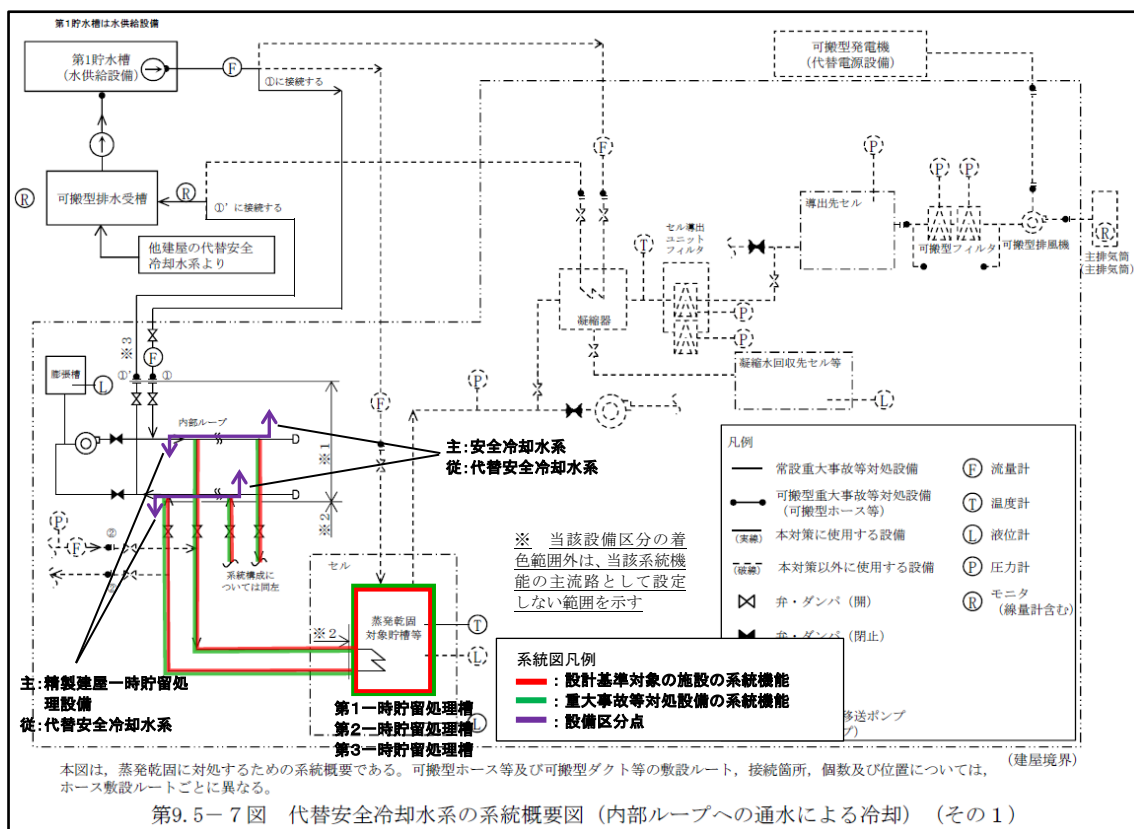 第1貯水槽は水供給設備
第1貯水槽
(水供給設備)
F
①に接続する
可搬型発電機
(代替電源設備)
R
可搬型排水受槽
R
①’に接続する
他建屋の代替安全
冷却水系より
F
P
P
P
導出先セル
セル導出
ユニット
フィルタ
T
可搬型フィルタ
可搬型排風機
R
主排気筒
(主排気筒)
凝縮器
P
P
凝縮水回収先セル等
L
P
※3
F
膨張槽
L
①’
①
F
内部ループ
※1
※2
主:安全冷却水系
従:代替安全冷却水系
P
F
②
②
系統構成に
ついては同左
セル
※2
蒸発乾固
対象貯槽等
T
L
L
※ 当該設備区分の着
色範囲外は、当該系統機
能の主流路として設定
しない範囲を示す
主:精製建屋一時貯留処
理設備
従:代替安全冷却水系
第1一時貯留処理槽
第2一時貯留処理槽
第3一時貯留処理槽
凡例
常設重大事故等対処設備
可搬型重大事故等対処設備
(可搬型ホース等)
(実線)
本対策に使用する設備
(破線)
本対策以外に使用する設備
弁・ダンパ(開)
弁・ダンパ(閉止)
F 流量計
T 温度計
L 液位計
P 圧力計
R モニタ
(線量計含む)
系統図凡例
:設計基準対象の施設の系統機能
:重大事故等対処設備の系統機能
:設備区分点
移送ポンプ
プ)
(建屋境界)
本図は,蒸発乾固に対処するための系統概要である。可搬型ホース等及び可搬型ダクト等の敷設ルート,接続箇所,個数及び位置については,
ホース敷設ルートごとに異なる。
第9.5-7図 代替安全冷却水系の系統概要図(内部ループへの通水による冷却)(その1)